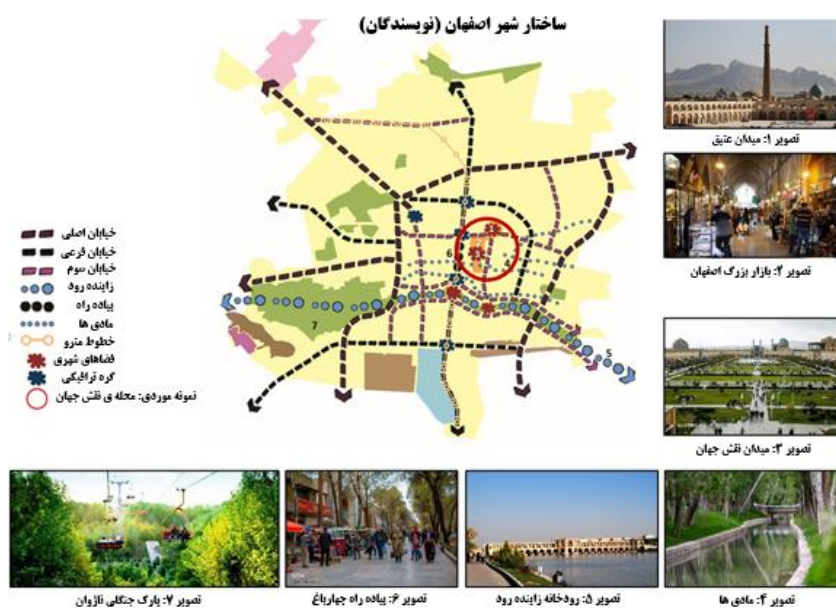 ساختار شهر اصفهان (نویسندگان)
تصویر ۱: میدان عتیق
تصویر ۲: بازار بزرگ اصفهان
تصویر ۳: میدان نقش جهان
خیابان اصلی
خیابان فرعی
خیابان سوم
زاینده رود
پیاده راه
مادی ها
خطوط مترو
فضاهای شهری
گره ترافیکی
نمونه موردی: محله ی نقش جهان
6
7
5
تصویر ۴: مادی ها
تصویر ۵: رودخانه زاینده رود
تصویر ۶: پیاده راه چهارباغ
تصویر ۷: پارک جنگلی ناژوان